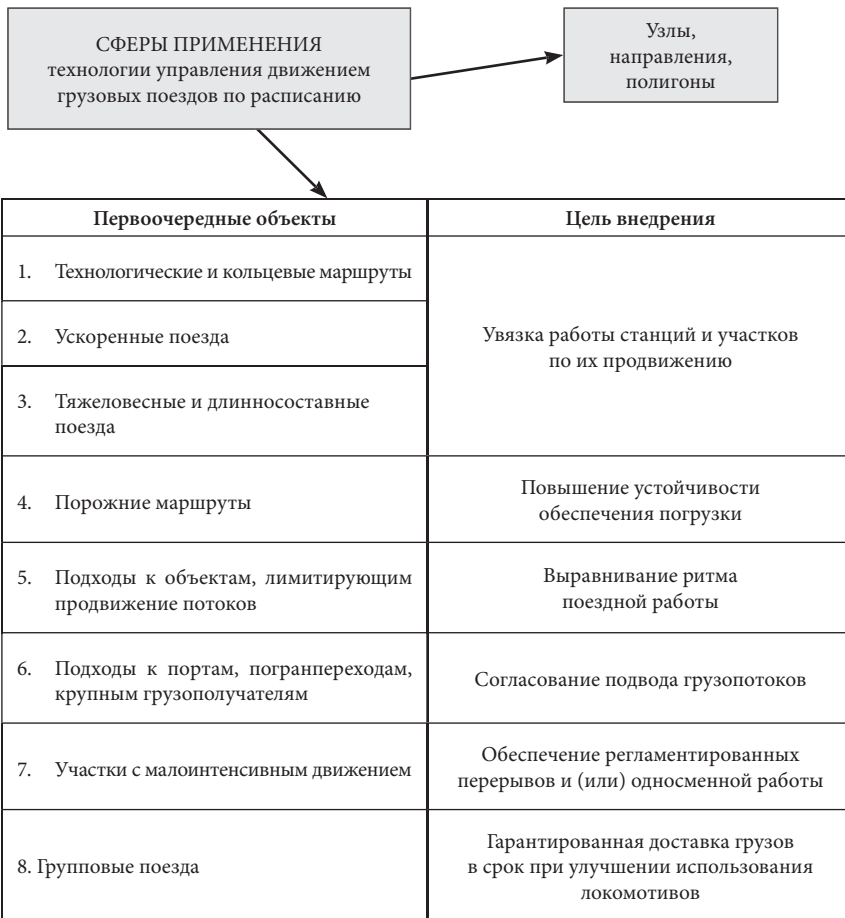 СФЕРЫ ПРИМЕНЕНИЯ
технологии управления движением
грузовых поездов по расписанию
Узлы,
направления,
полигоны
Первоочередные объекты
Цель внедрения
1. Технологические и кольцевые маршруты
2. Ускоренные поезда
3. Тяжеловесные и длинносоставные
поезда
Увязка работы станций и участков
по их продвижению
4. Порожние маршруты
Повышение устойчивости
обеспечения погрузки
5. Подходы к объектам, лимитирующим
продвижение потоков
Выравнивание ритма
поездной работы
6. Подходы к портам, погранпереходам,
крупным грузополучателям
Согласование подвода грузопотоков
7. Участки с малоинтенсивным движением
Обеспечение регламентированных
перерывов и (или) односменной работы
8. Групповые поезда
Гарантированная доставка грузов
в срок при улучшении использования
локомотивов